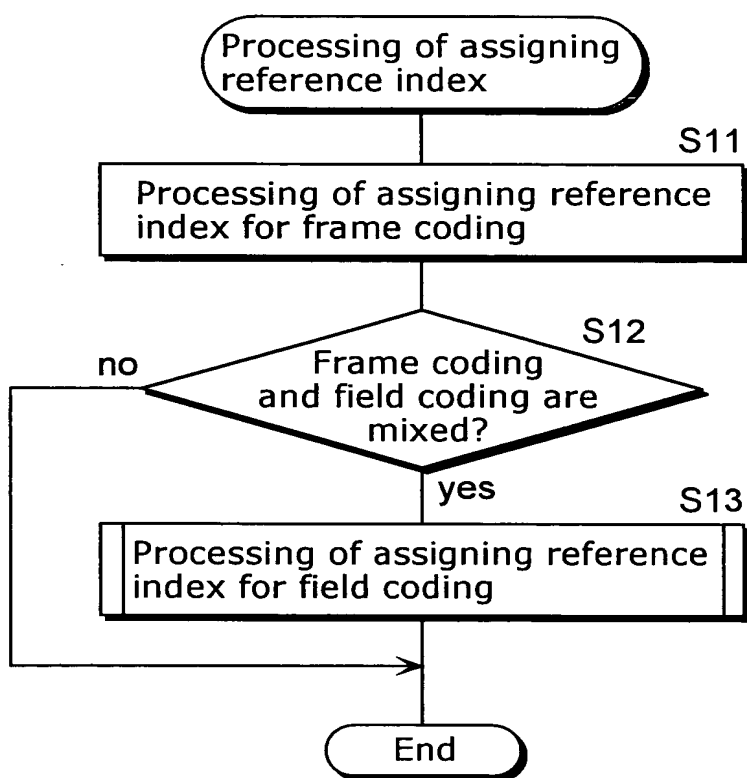 Processing of assigning
reference index
S11
Processing of assigning reference
index for frame coding
S12
no
Frame coding
and field coding are
mixed?
yes
S13
Processing of assigning reference
index for field coding
End